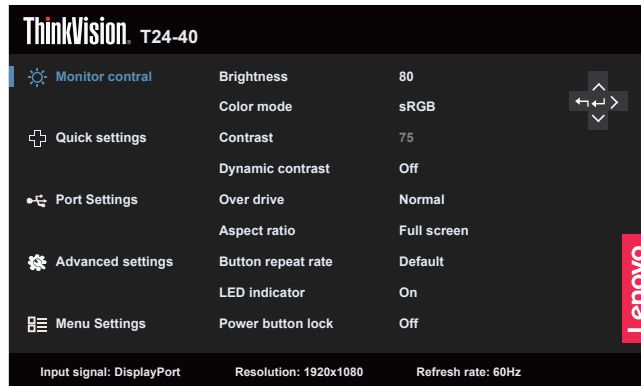 ThinkVision. T24-40
Monitor contral Brightness 80
Color mode sRGB
Quick settings Contrast 75
Dynamic contrast Off
Port Settings Over drive Normal
Aspect ratio Full screen
Advanced settings Button repeat rate Default
LED indicator On
Menu Settings Power button lock Off
Lenovo
Input signal: DisplayPort Resolution: 1920x1080 Refresh rate: 60Hz